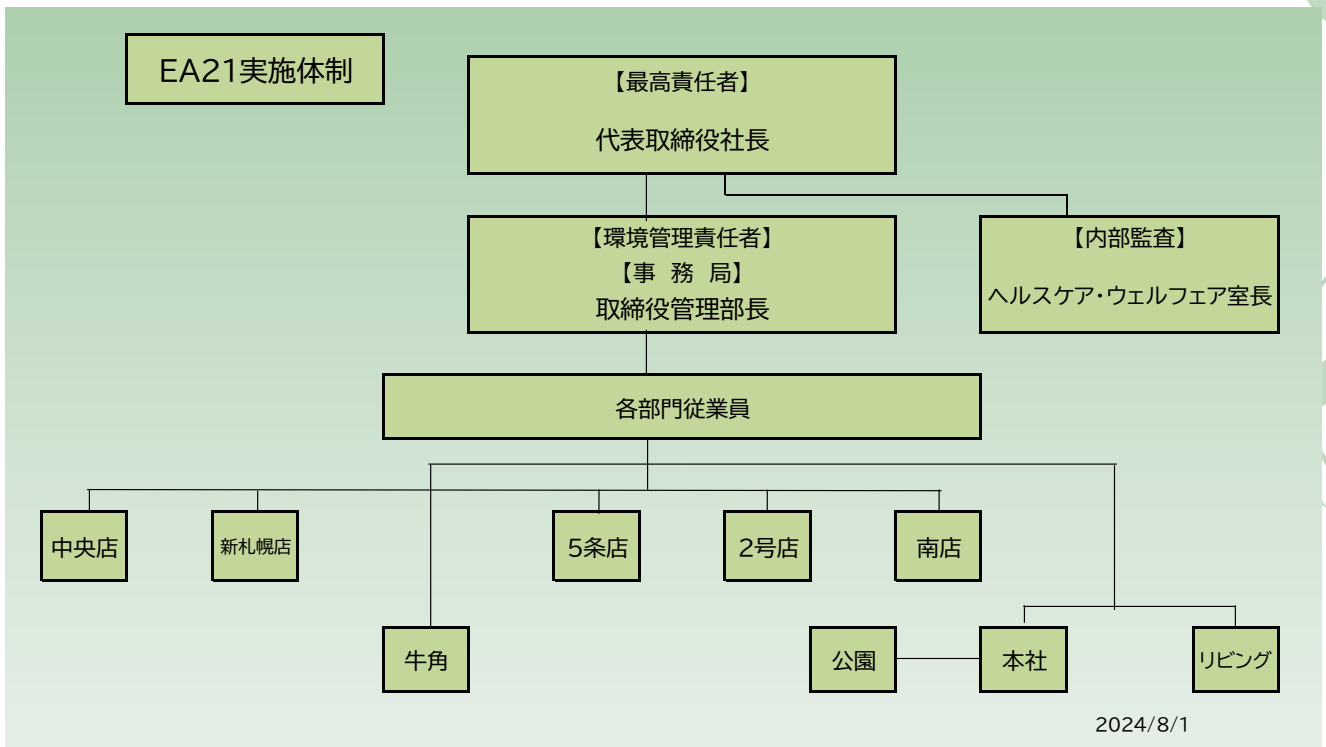 EA21実施体制
【最高責任者】
代表取締役社長
【環境管理責任者】
【事　務　局】
取締役管理部長
【内部監査】
ヘルスケア・ウェルフェア室長
各部門従業員
中央店
新札幌店
5条店
2号店
南店
牛角
公園
本社
リビング
2024/8/1